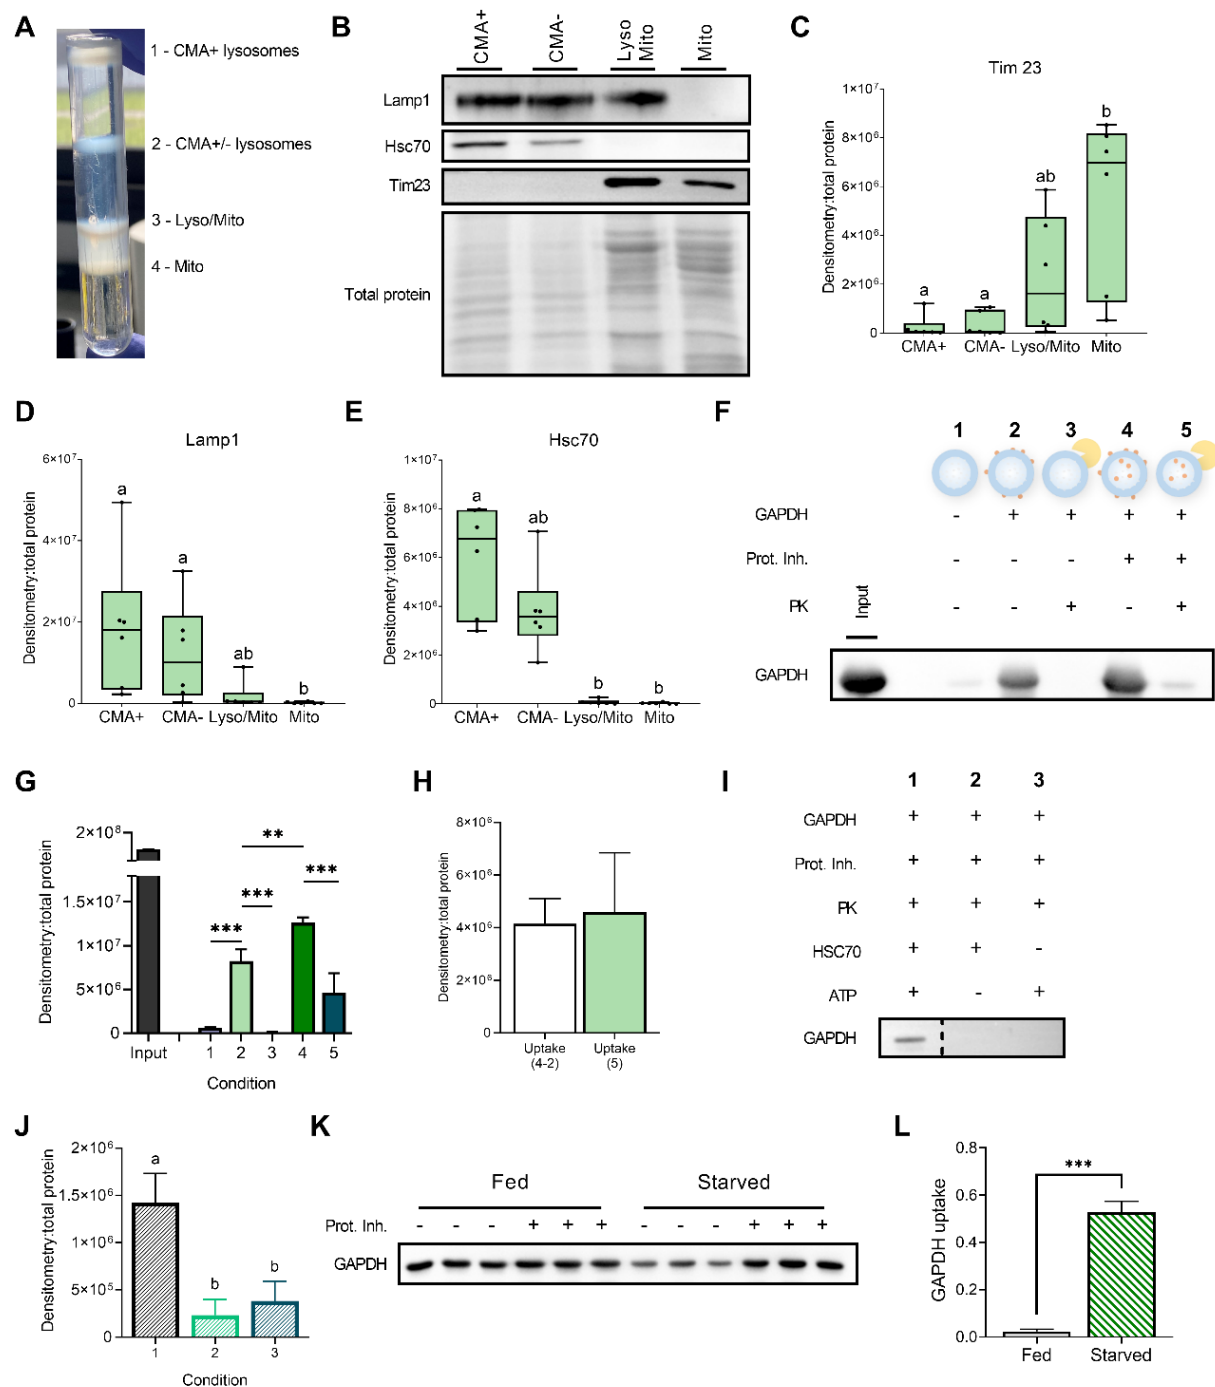 A
1 - CMA+ lysosomes
2 - CMA+/- lysosomes
3 - Lyso/Mito
4 - Mito
B
CMA+
CMA-
Lyso
Mito
Mito
Lamp1
Hsc70
Tim23
Total protein
C
Tim 23
Densitometry:total protein
1×10⁷
8×10⁶
6×10⁶
4×10⁶
2×10⁶
0
a
a
ab
b
CMA+
CMA-
Lyso/Mito
Mito
D
Lamp1
Densitometry:total protein
6×10⁷
4×10⁷
2×10⁷
0
a
a
ab
b
CMA+
CMA-
Lyso/Mito
Mito
E
Hsc70
Densitometry:total protein
1×10⁷
8×10⁶
6×10⁶
4×10⁶
2×10⁶
0
a
ab
b
b
CMA+
CMA-
Lyso/Mito
Mito
F
1 2 3 4 5
GAPDH - + + + +
Prot. Inh. - - - + +
PK - - + - +
Input
GAPDH
G
Densitometry:total protein
2×10⁸
1.5×10⁷
1×10⁷
5×10⁶
0
***
***
**
***
Input 1 2 3 4 5
Condition
H
Densitometry:total protein
8×10⁶
6×10⁶
4×10⁶
2×10⁶
0
Uptake
(4-2)
Uptake
(5)
I
1 2 3
GAPDH + + +
Prot. Inh. + + +
PK + + +
HSC70 + + -
ATP + - +
GAPDH
J
Densitometry:total protein
2×10⁶
1.5×10⁶
1×10⁶
5×10⁵
0
a
b
b
1 2 3
Condition
K
Fed
Starved
Prot. Inh. - - - + + + - - - + + +
GAPDH
L
GAPDH uptake
0.8
0.6
0.4
0.2
0.0
***
Fed
Starved